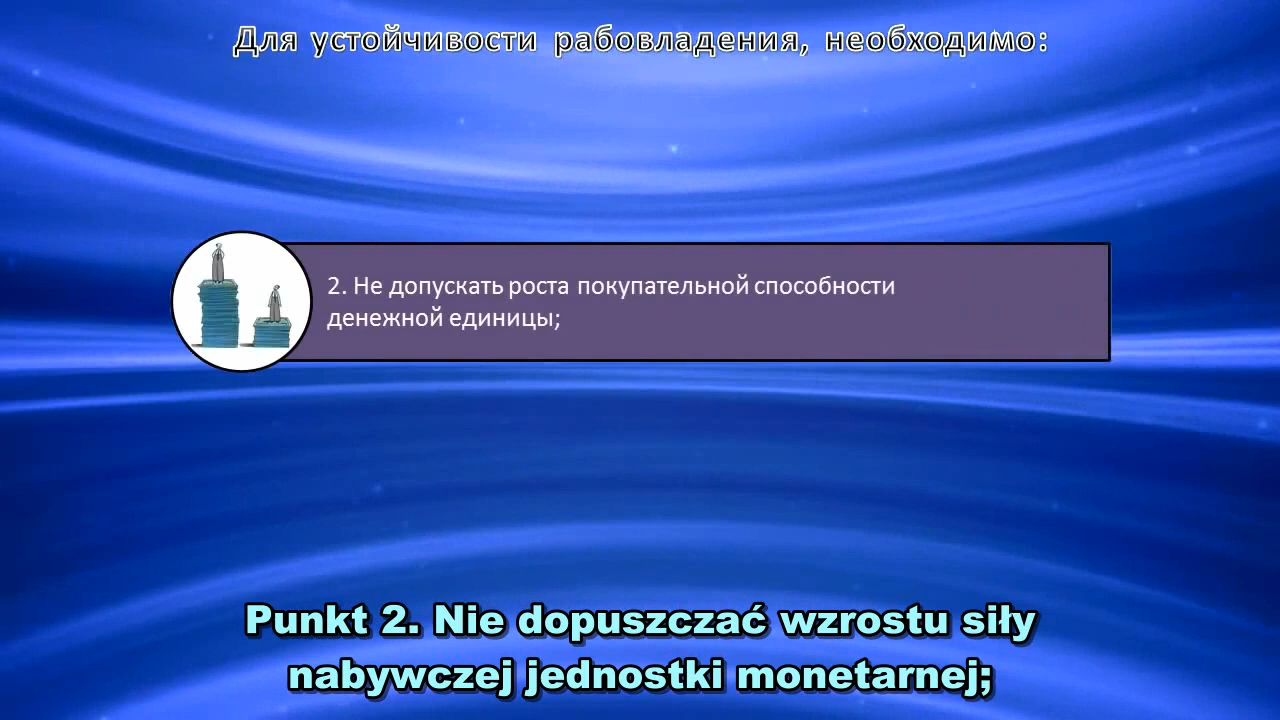 Для устойчивости рабовладения, необходимо:
2. Не допускать роста покупательной способности
денежной единицы;
Punkt 2. Nie dopuszczać wzrostu siły
nabywczej jednostki monetarnej;